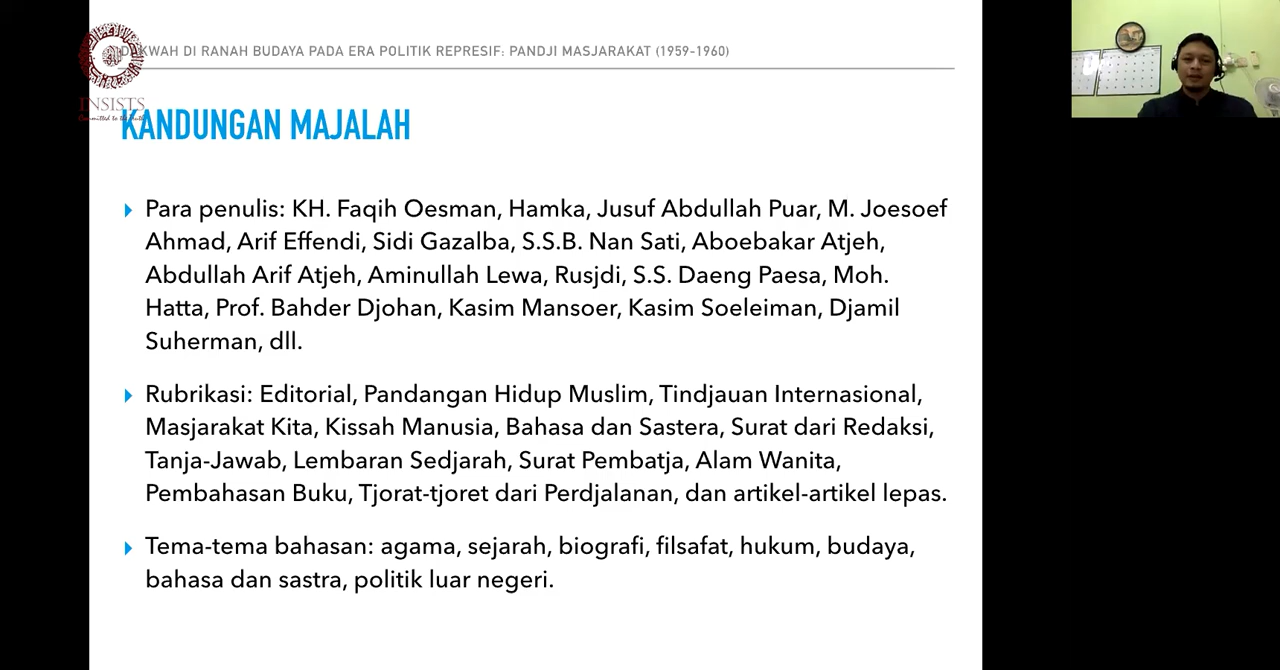 DAKWAH DI RANAH BUDAYA PADA ERA POLITIK REPRESIF: PANDJI MASJARAKAT (1959-1960)
INSISTS
Committed to the Truth
KANDUNGAN MAJALAH
Para penulis: KH. Faqih Oesman, Hamka, Jusuf Abdullah Puar, M. Joesoef
Ahmad, Arif Effendi, Sidi Gazalba, S.S.B. Nan Sati, Aboebakar Atjeh,
Abdullah Arif Atjeh, Aminullah Lewa, Rusjdi, S.S. Daeng Paesa, Moh.
Hatta, Prof. Bahder Djohan, Kasim Mansoer, Kasim Soeleiman, Djamil
Suherman, dll.
Rubrikasi: Editorial, Pandangan Hidup Muslim, Tindjauan Internasional,
Masjarakat Kita, Kissah Manusia, Bahasa dan Sastera, Surat dari Redaksi,
Tanja-Jawab, Lembaran Sedjarah, Surat Pembatja, Alam Wanita,
Pembahasan Buku, Tjorat-tjoret dari Perdjalanan, dan artikel-artikel lepas.
Tema-tema bahasan: agama, sejarah, biografi, filsafat, hukum, budaya,
bahasa dan sastra, politik luar negeri.